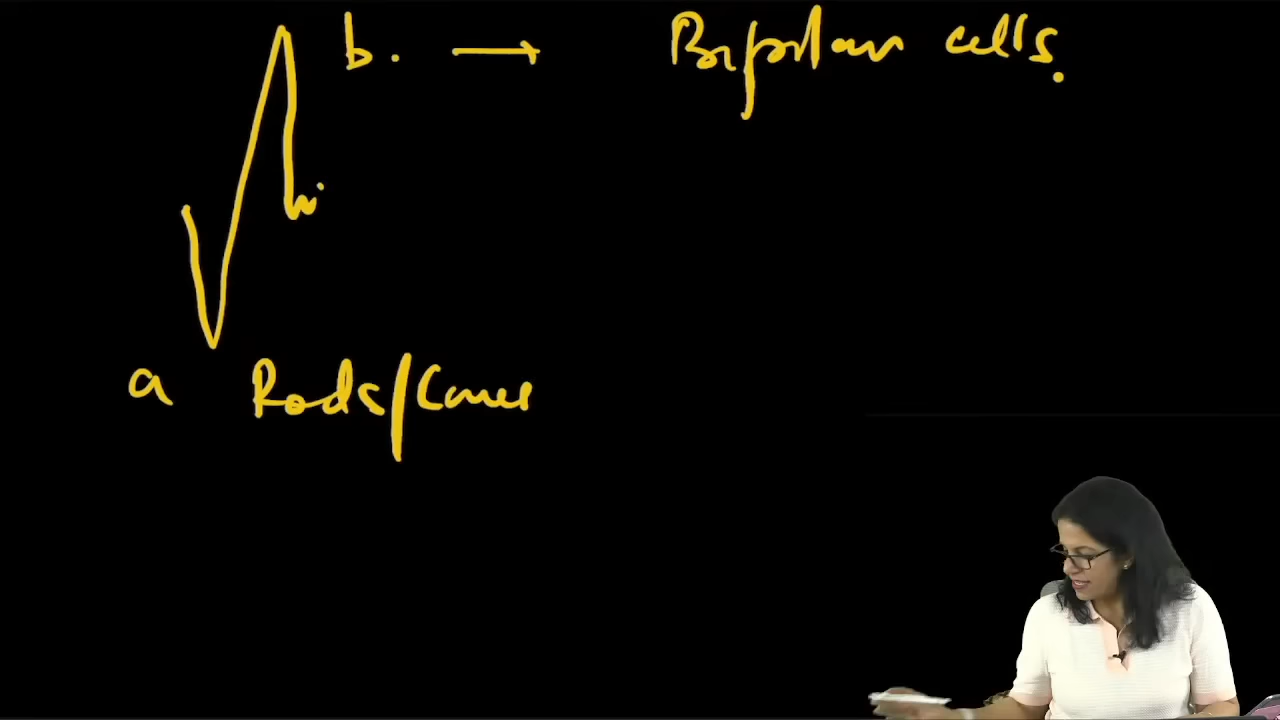 b. → Bipolar cells.
a Rods/Cones